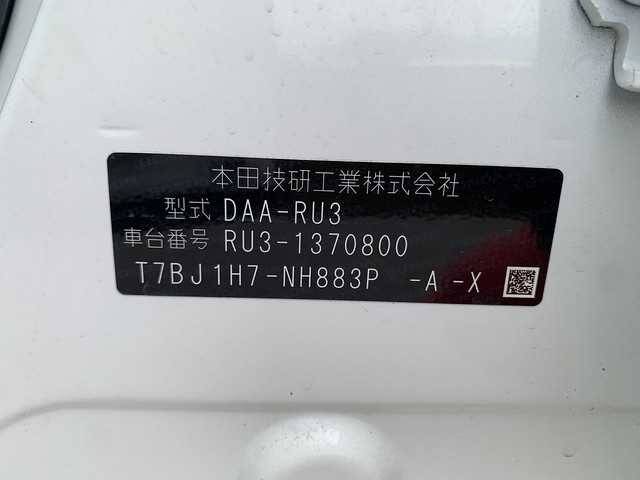 本田技研工業株式会社
型式 DAA-RU3
車台番号 RU3-1370800
T7BJ1H7-NH883P -A -X